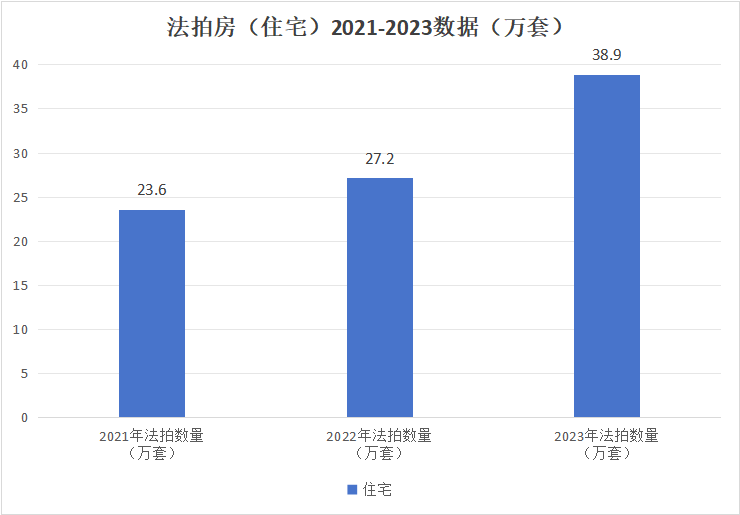 法拍房（住宅）2021-2023数据（万套）
40
35
30
25
20
15
10
5
0
23.6
27.2
38.9
2021年法拍数量
（万套）
2022年法拍数量
（万套）
2023年法拍数量
（万套）
住宅